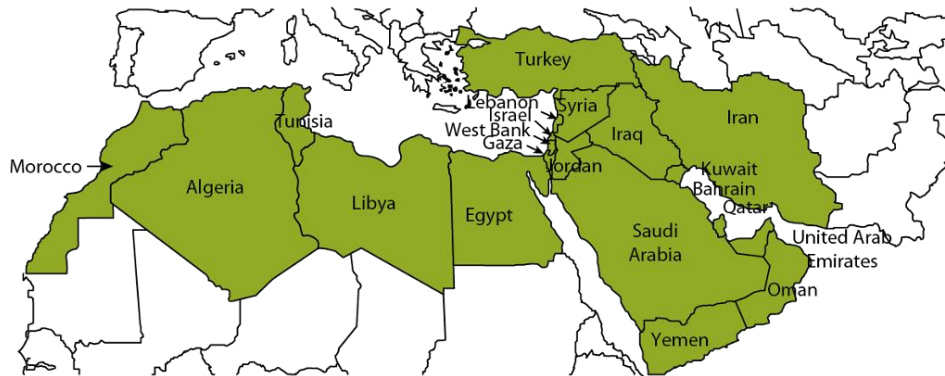 Turkey
Lebanon
Syria
Israel
West Bank
Gaza
Jordan
Iraq
Iran
Tunisia
Morocco
Algeria
Libya
Egypt
Kuwait
Bahrain
Qatar
Saudi
Arabia
United Arab
Emirates
Oman
Yemen